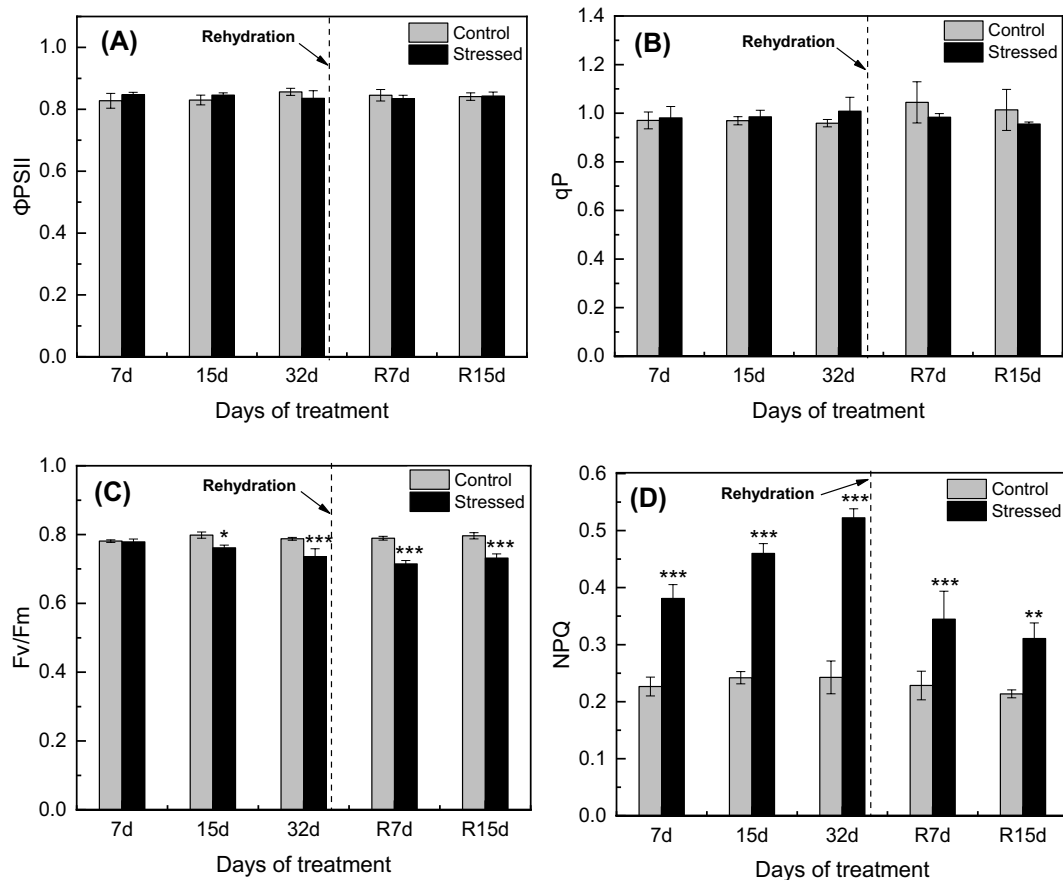 (A)
Rehydration
Control
Stressed
1.0
0.8
0.6
0.4
0.2
0.0
ΦPSII
7d 15d 32d R7d R15d
Days of treatment
(B)
Rehydration
Control
Stressed
1.4
1.2
1.0
0.8
0.6
0.4
0.2
0.0
qP
7d 15d 32d R7d R15d
Days of treatment
(C)
Rehydration
Control
Stressed
1.0
0.8
0.6
0.4
0.2
0.0
Fv/Fm
* *** *** ***
7d 15d 32d R7d R15d
Days of treatment
(D)
Rehydration
Control
Stressed
0.6
0.5
0.4
0.3
0.2
0.1
0.0
NPQ
*** *** *** *** **
7d 15d 32d R7d R15d
Days of treatment